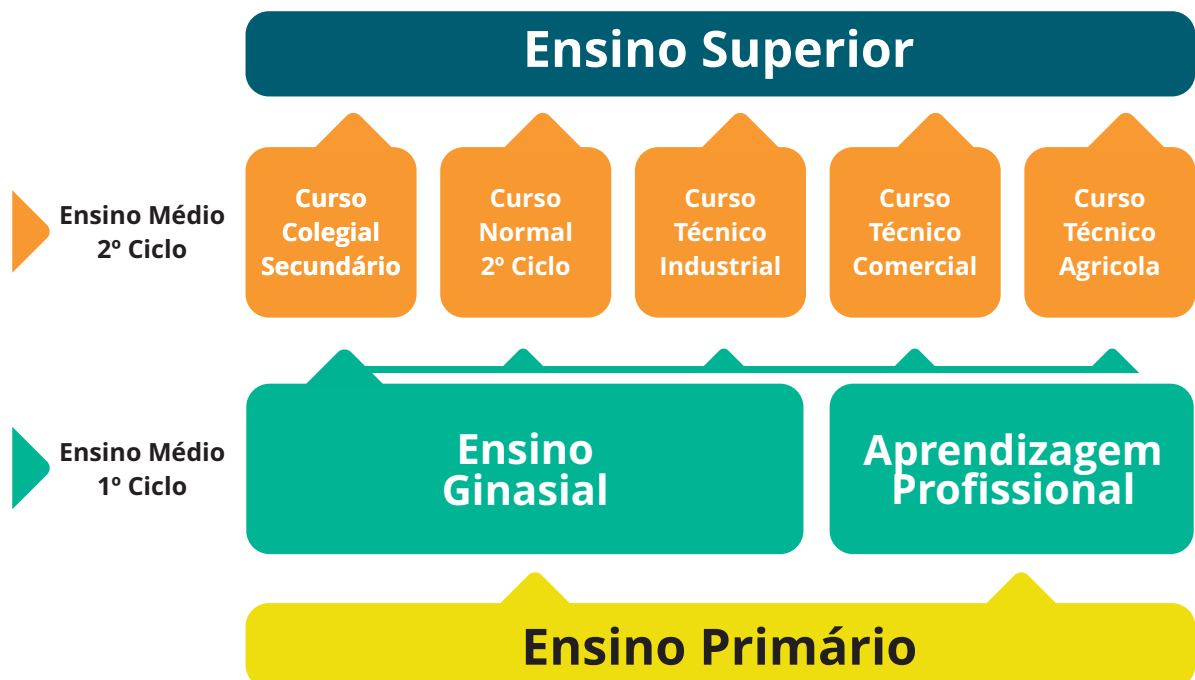 Ensino Superior
Ensino Médio
2º Ciclo
Curso
Colegial
Secundário
Curso
Normal
2º Ciclo
Curso
Técnico
Industrial
Curso
Técnico
Comercial
Curso
Técnico
Agricola
Ensino Médio
1º Ciclo
Ensino
Ginasial
Aprendizagem
Profissional
Ensino Primário